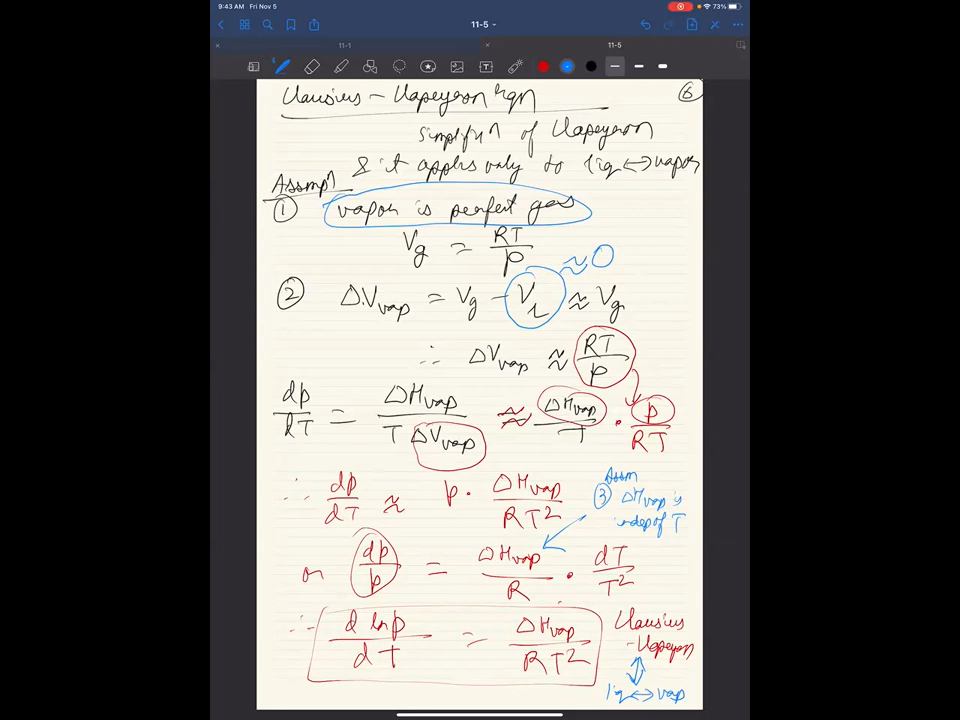 9:43 AM Fri Nov 5
73%
11-5
11-1
11-5
Clausius - Clapeyron Eqn
⑥
simplifn of Clapeyron
& it applies only to liq ↔ vapor
Assmpn
① vapor is perfect gas
Vg = RT/p
≈ 0
② ΔVvap = Vg - VL ≈ Vg
∴ ΔVvap ≈ RT/p
dp/dT = ΔHvap/T ΔVvap ≈ ΔHvap/T · p/RT
∴ dp/dT ≈ p · ΔHvap/RT²
Assm
③ ΔHvap is
indep of T
or dp/p = ΔHvap/R · dT/T²
∴ d ln p/dT = ΔHvap/RT²
Clausius
- Clapeyron
liq ↔ vap